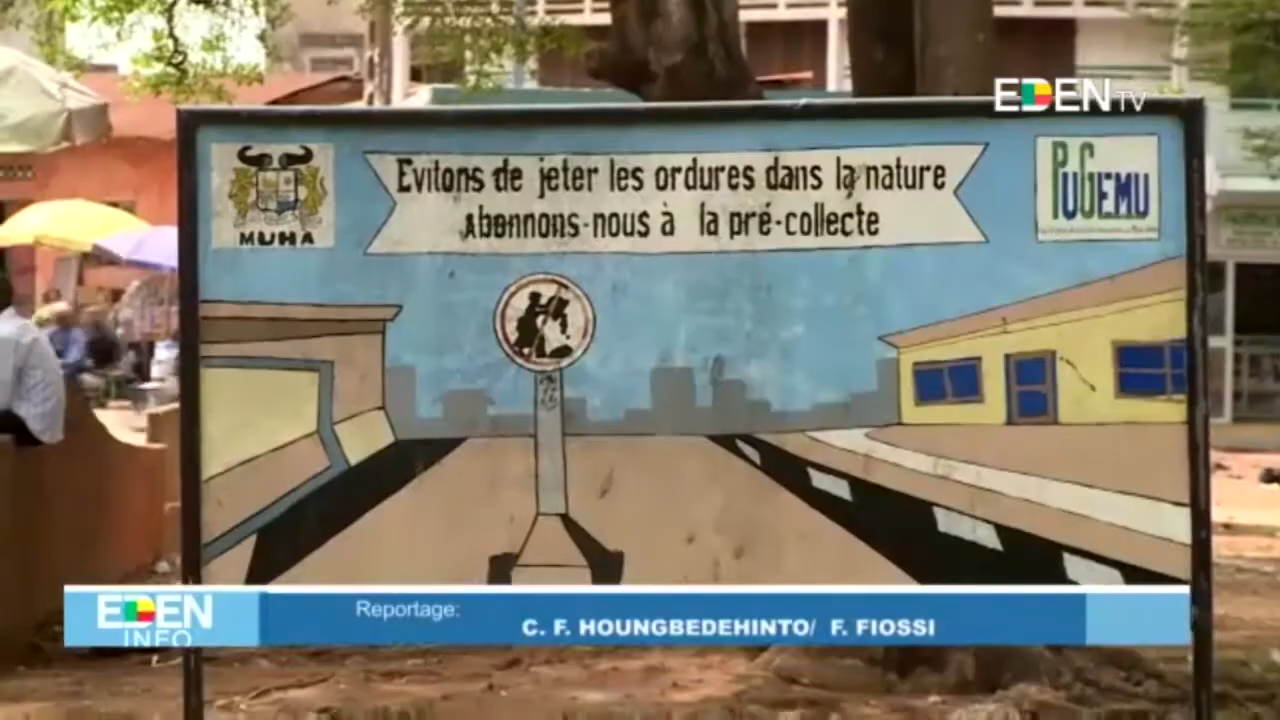 EDEN TV
Evitons de jeter les ordures dans la nature
Abonnons-nous à la pré-collecte
MUHA
PUGEMU
EDEN
INFO
Reportage:
C. F. HOUNGBEDEHINTO/ F. FIOSSI